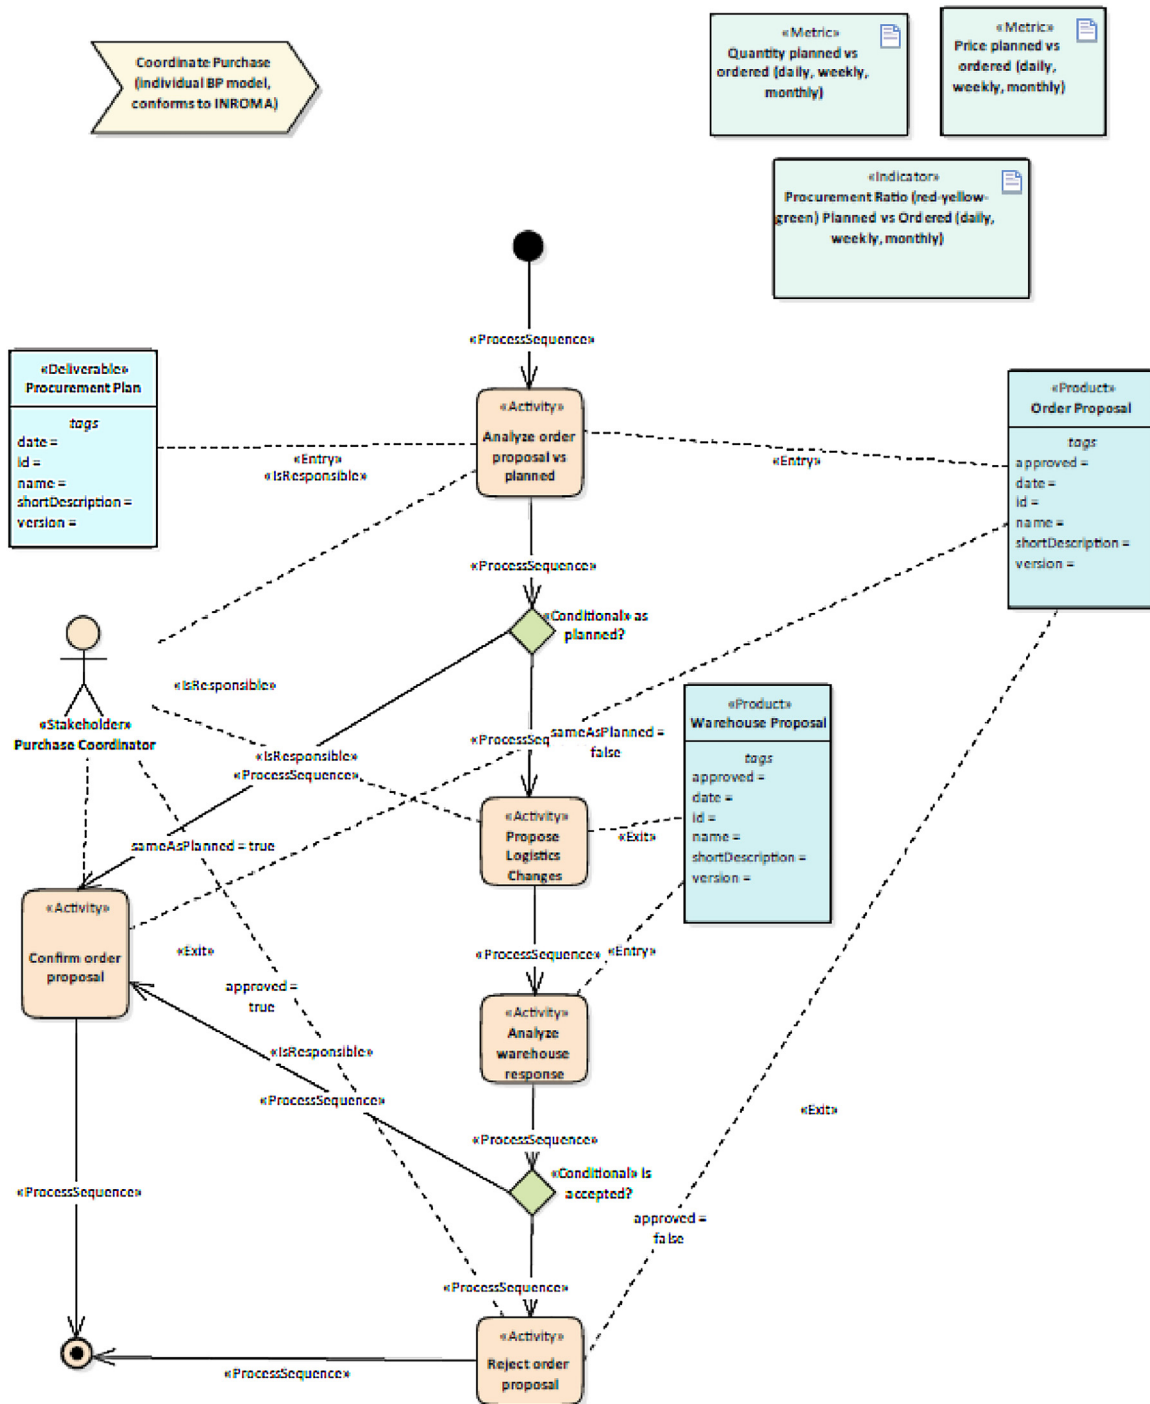 Coordinate Purchase
(individual BP model,
conforms to INROMA)
«Metric»
Quantity planned vs
ordered (daily, weekly,
monthly)
«Metric»
Price planned vs
ordered (daily,
weekly, monthly)
«Indicator»
Procurement Ratio (red-yellow-
green) Planned vs Ordered (daily,
weekly, monthly)
«ProcessSequence»
«Deliverable»
Procurement Plan
tags
date =
id =
name =
shortDescription =
version =
«Activity»
Analyze order
proposal vs
planned
«Entry»
«IsResponsible»
«Entry»
«Product»
Order Proposal
tags
approved =
date =
id =
name =
shortDescription =
version =
«ProcessSequence»
«Conditional» as
planned?
«Stakeholder»
Purchase Coordinator
«IsResponsible»
«IsResponsible»
«ProcessSequence»
«ProcessSeq
sameAsPlanned =
false
«Product»
Warehouse Proposal
tags
approved =
date =
id =
name =
shortDescription =
version =
sameAsPlanned = true
«Activity»
Propose
Logistics
Changes
«Exit»
«Activity»
Confirm order
proposal
«Exit»
approved =
true
«ProcessSequence»
«Entry»
«Activity»
Analyze
warehouse
response
«IsResponsible»
«ProcessSequence»
«Exit»
«ProcessSequence»
«Conditional» is
accepted?
«ProcessSequence»
approved =
false
«ProcessSequence»
«Activity»
Reject order
proposal
«ProcessSequence»